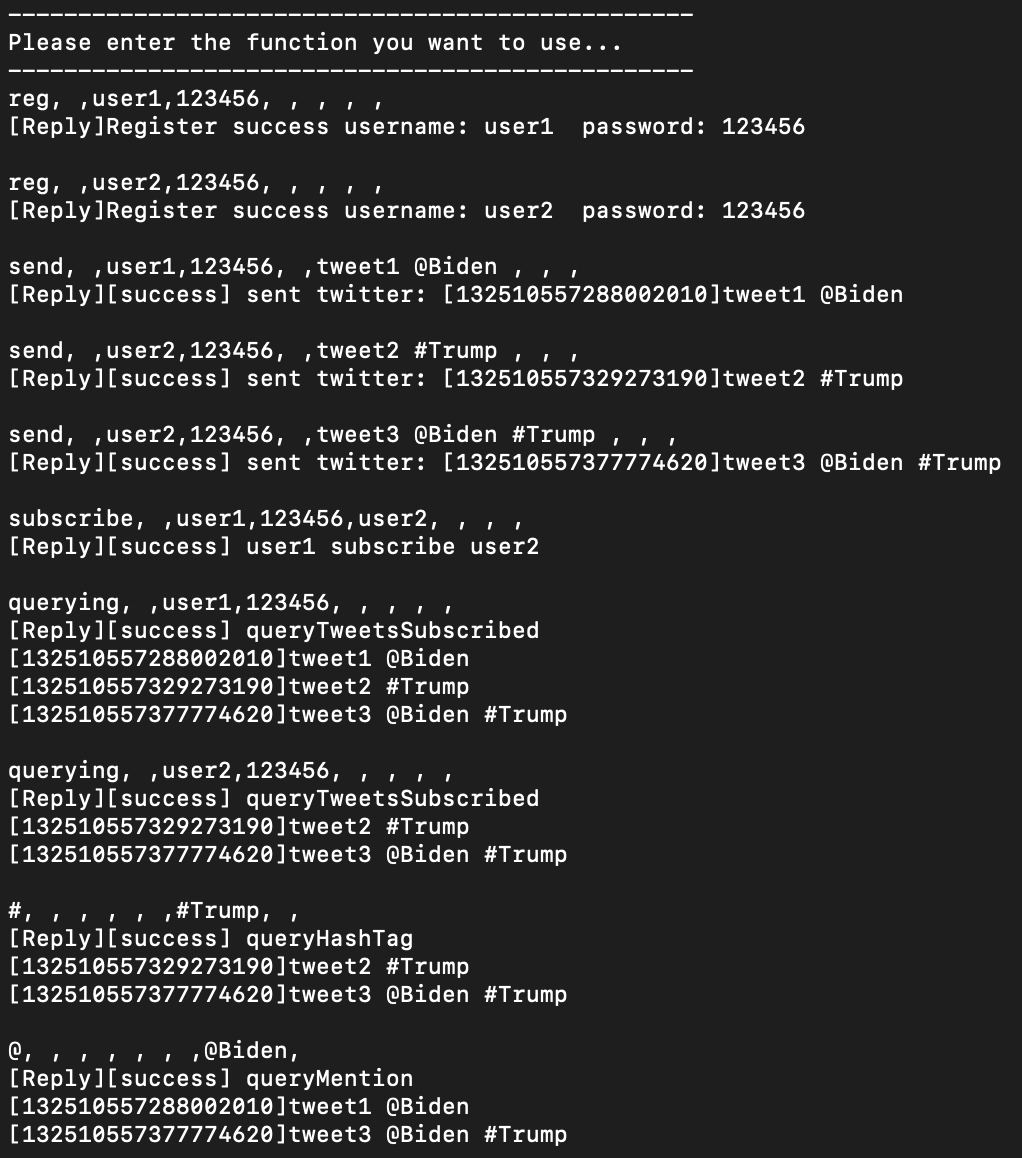 -------------------------------------------------
Please enter the function you want to use...
-------------------------------------------------
reg, ,user1,123456, , , , ,
[Reply]Register success username: user1  password: 123456

reg, ,user2,123456, , , , ,
[Reply]Register success username: user2  password: 123456

send, ,user1,123456, ,tweet1 @Biden , , ,
[Reply][success] sent twitter: [132510557288002010]tweet1 @Biden

send, ,user2,123456, ,tweet2 #Trump , , ,
[Reply][success] sent twitter: [132510557329273190]tweet2 #Trump

send, ,user2,123456, ,tweet3 @Biden #Trump , , ,
[Reply][success] sent twitter: [132510557377774620]tweet3 @Biden #Trump

subscribe, ,user1,123456,user2, , , ,
[Reply][success] user1 subscribe user2

querying, ,user1,123456, , , , ,
[Reply][success] queryTweetsSubscribed
[132510557288002010]tweet1 @Biden
[132510557329273190]tweet2 #Trump
[132510557377774620]tweet3 @Biden #Trump

querying, ,user2,123456, , , , ,
[Reply][success] queryTweetsSubscribed
[132510557329273190]tweet2 #Trump
[132510557377774620]tweet3 @Biden #Trump

#, , , , , ,#Trump, ,
[Reply][success] queryHashTag
[132510557329273190]tweet2 #Trump
[132510557377774620]tweet3 @Biden #Trump

@, , , , , , ,@Biden,
[Reply][success] queryMention
[132510557288002010]tweet1 @Biden
[132510557377774620]tweet3 @Biden #Trump